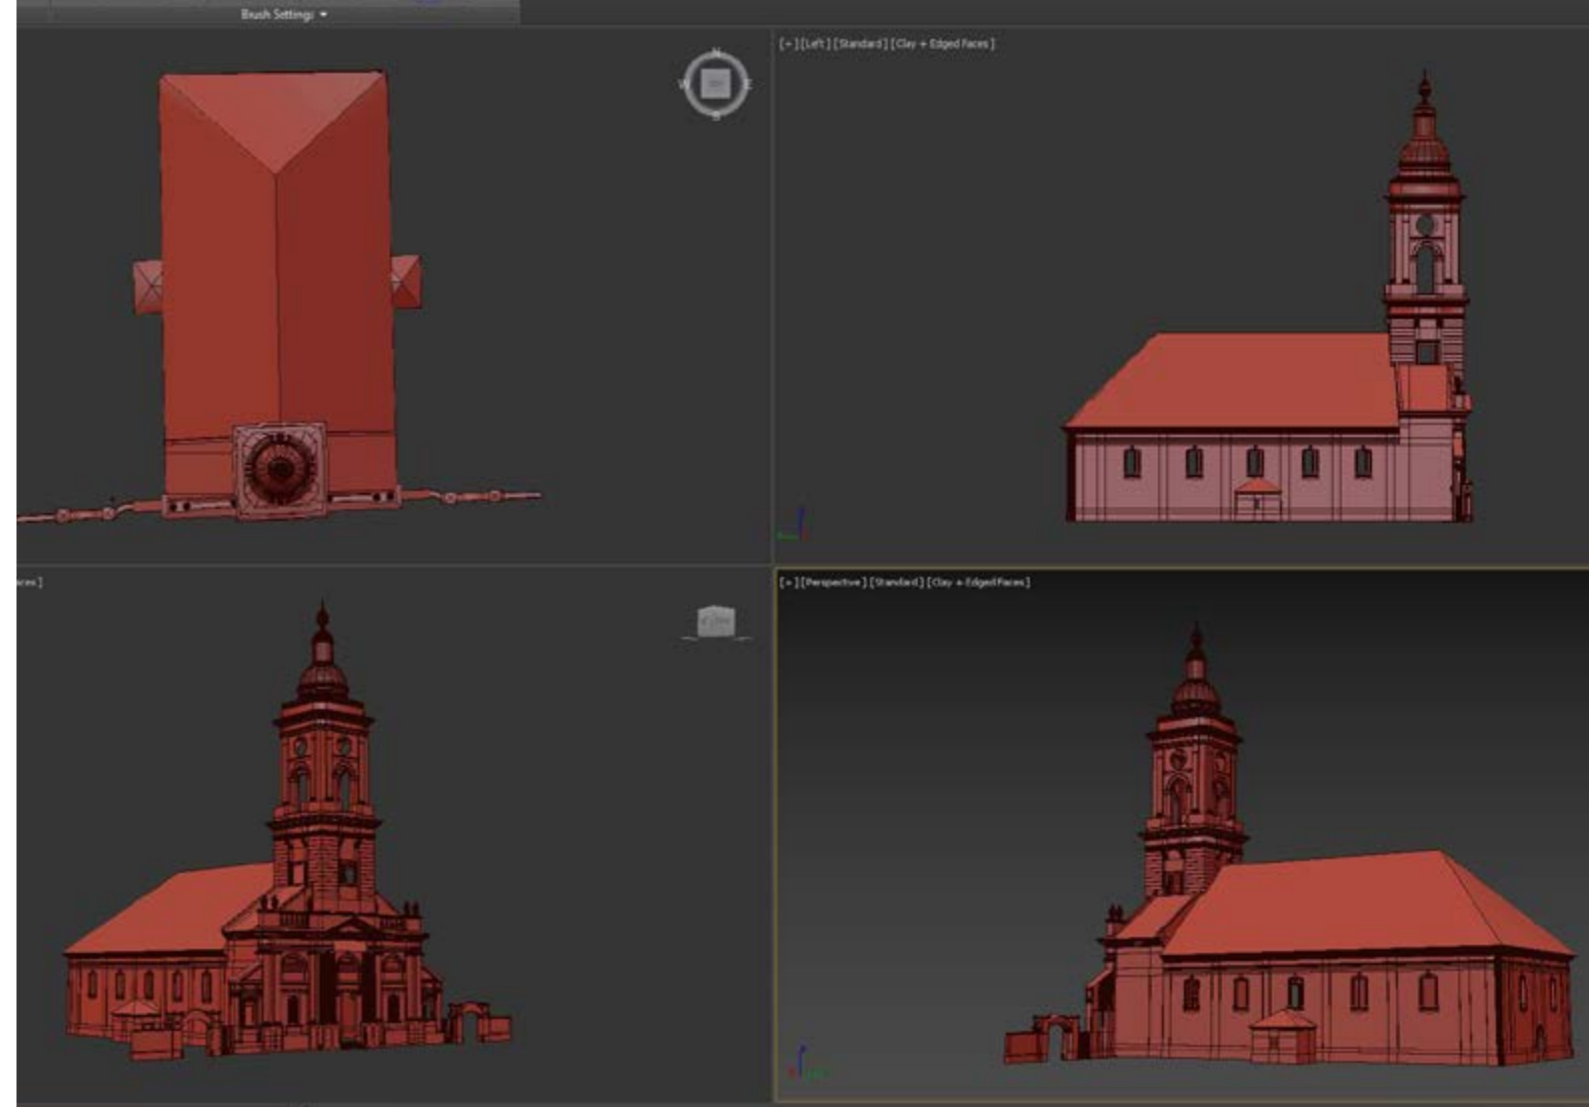 Brush Settings
N
W
E
S
[+] [Left] [Standard] [Clay + Edged Faces]
[+] [Perspective] [Standard] [Clay + Edged Faces]